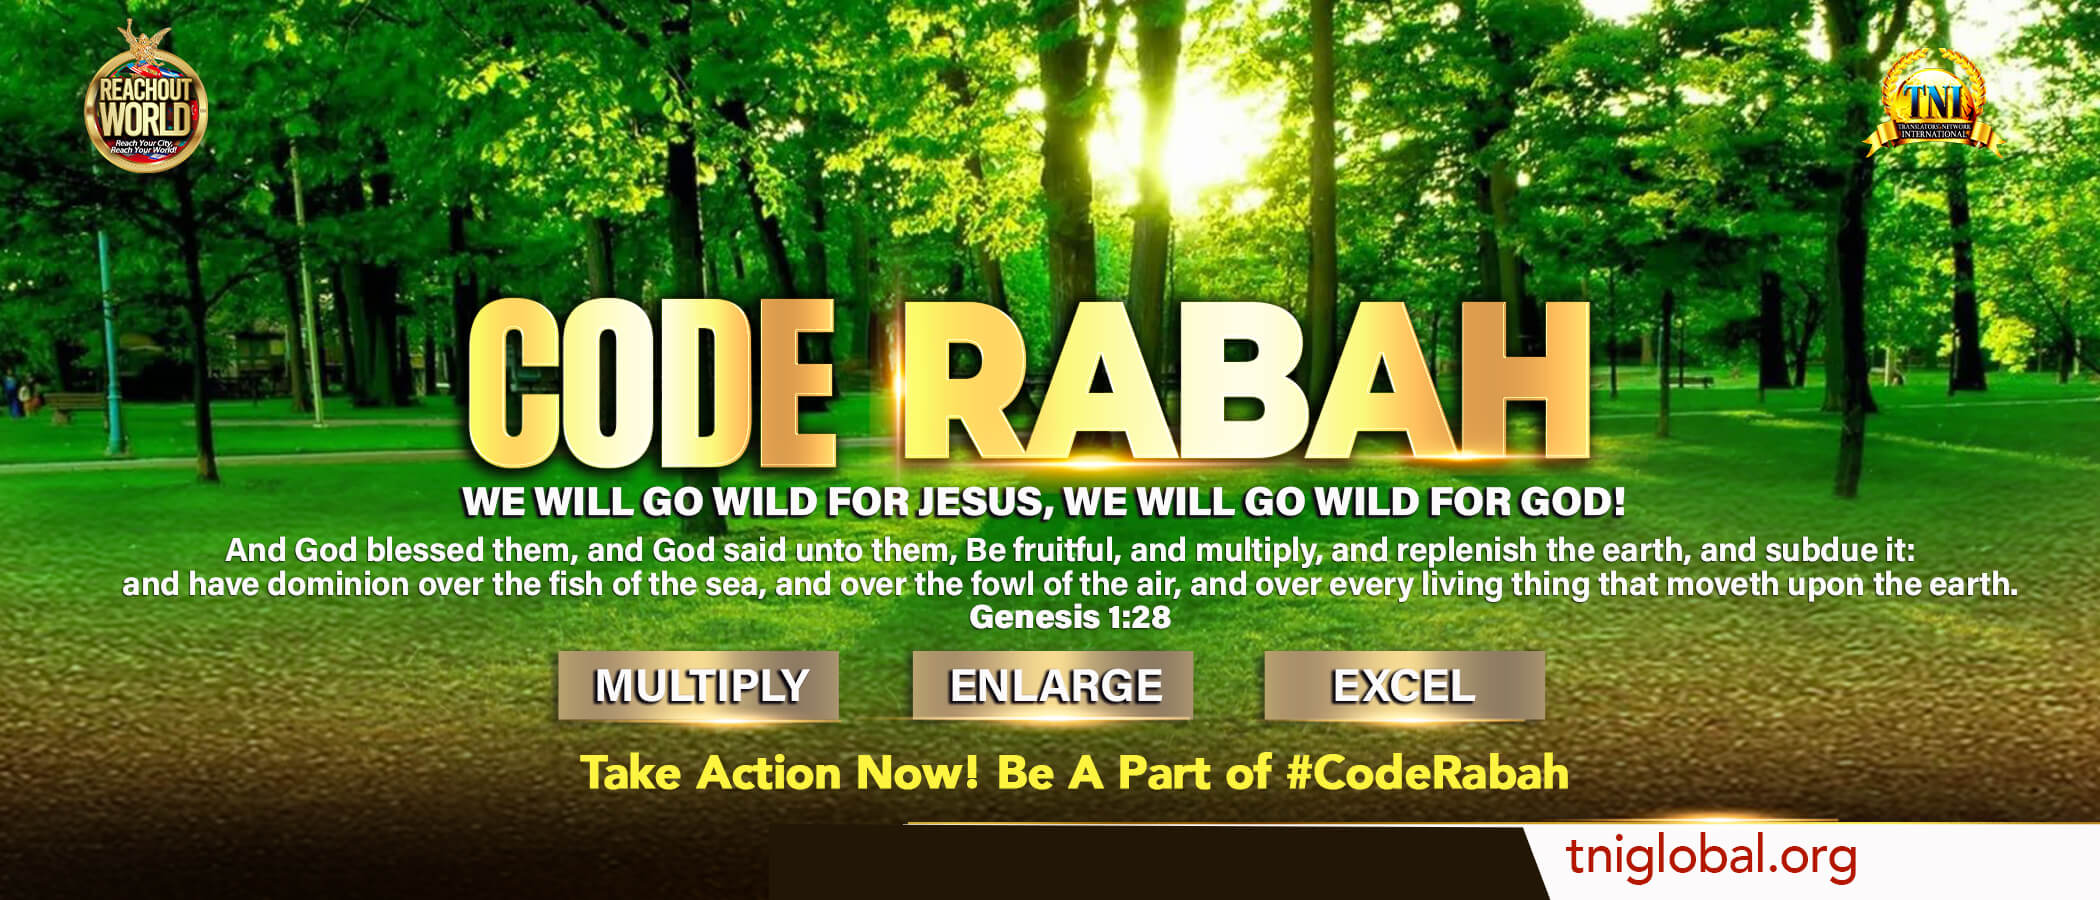 REACHOUT
WORLD
Reach Your City,
Reach Your World!
TNI
TRANSLATORS NETWORK
INTERNATIONAL
CODE RABAH
WE WILL GO WILD FOR JESUS, WE WILL GO WILD FOR GOD!
And God blessed them, and God said unto them, Be fruitful, and multiply, and replenish the earth, and subdue it:
and have dominion over the fish of the sea, and over the fowl of the air, and over every living thing that moveth upon the earth.
Genesis 1:28
MULTIPLY
ENLARGE
EXCEL
Take Action Now! Be A Part of #CodeRabah
tniglobal.org